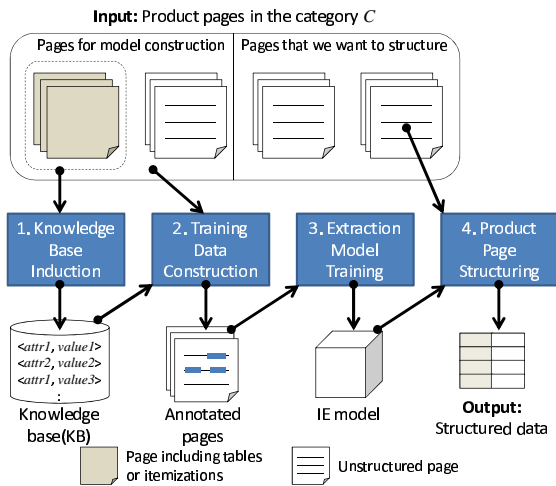 Input: Product pages in the category C
Pages for model construction
Pages that we want to structure
1. Knowledge
Base
Induction
2. Training
Data
Construction
3. Extraction
Model
Training
4. Product
Page
Structuring
<attr1, value1>
<attr2, value2>
<attr1, value3>
:
Knowledge
base(KB)
Annotated
pages
IE model
Output:
Structured data
Page including tables
or itemizations
Unstructured page